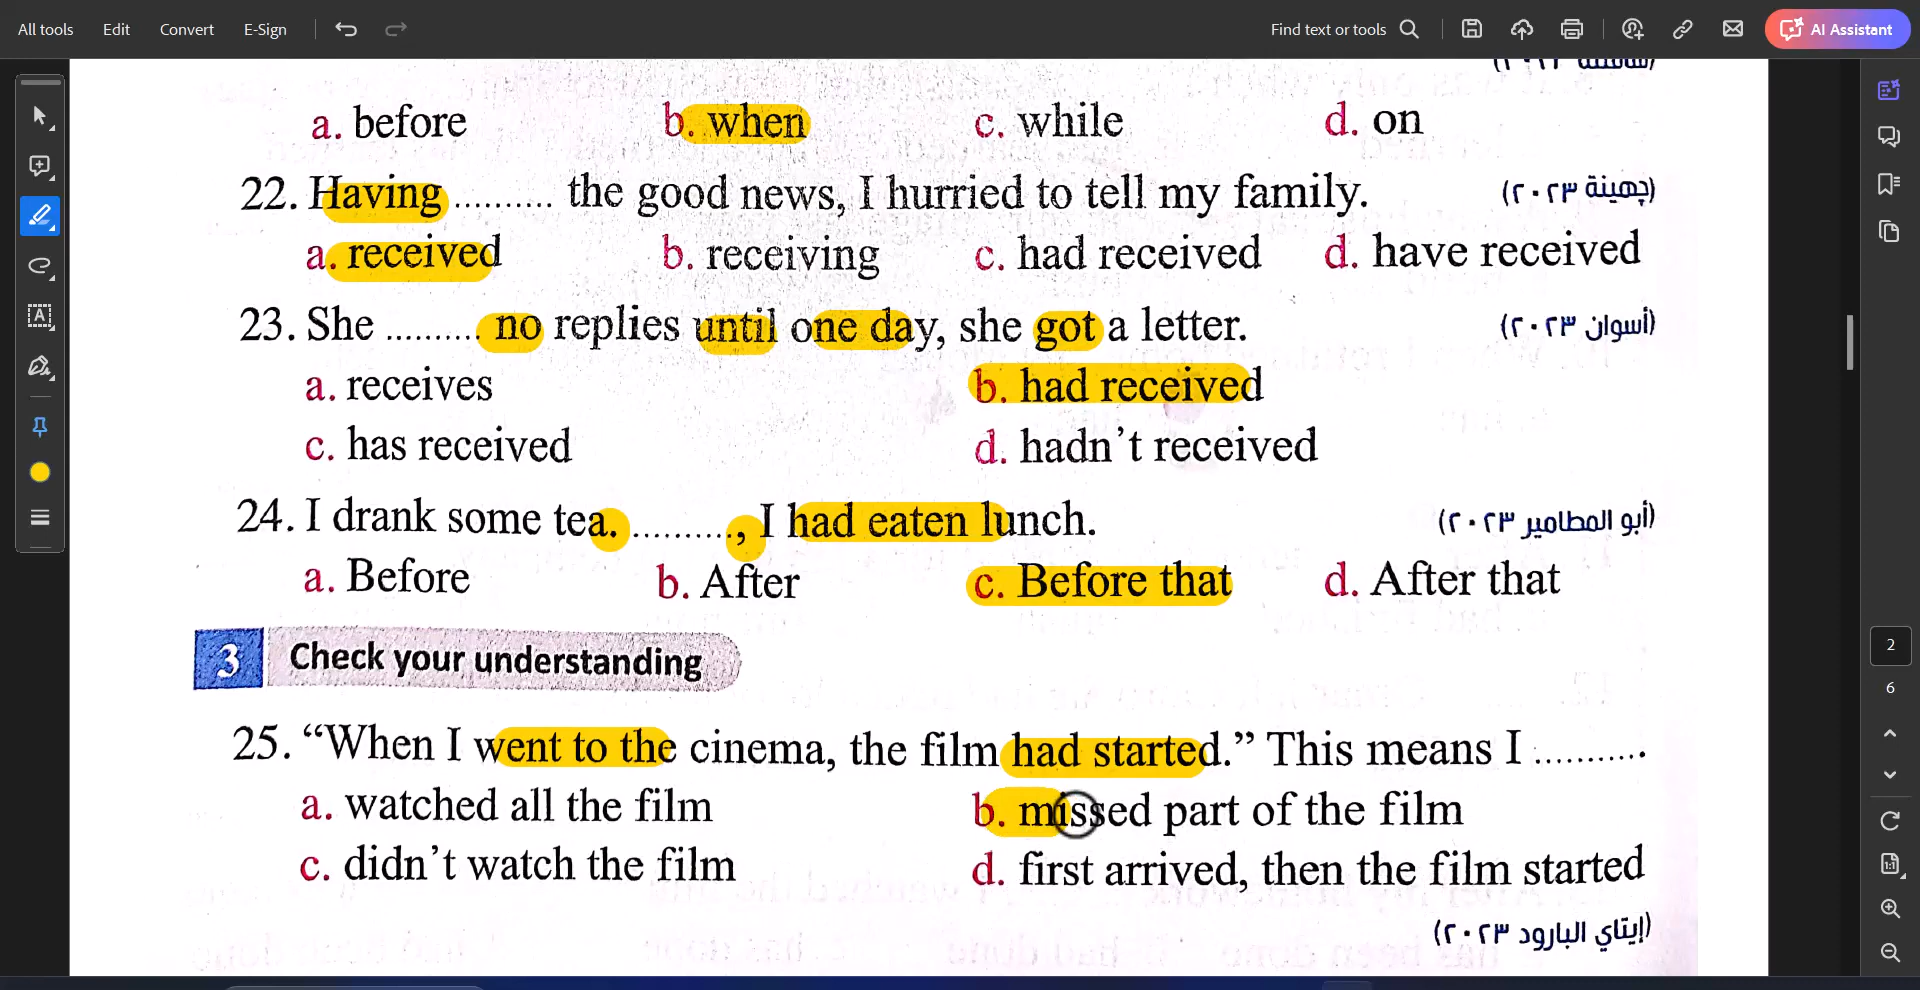 All tools Edit Convert E-Sign Find text or tools AI Assistant
a. before b. when c. while d. on
22. Having .......... the good news, I hurried to tell my family. (جهينة ٢٠٢٣)
a. received b. receiving c. had received d. have received
23. She .......... no replies until one day, she got a letter. (أسوان ٢٠٢٣)
a. receives b. had received
c. has received d. hadn't received
24. I drank some tea. .........., I had eaten lunch. (أبو المطامير ٢٠٢٣)
a. Before b. After c. Before that d. After that
3 Check your understanding
25. “When I went to the cinema, the film had started.” This means I ..........
a. watched all the film b. missed part of the film
c. didn't watch the film d. first arrived, then the film started
(إيتاي البارود ٢٠٢٣)
2
6